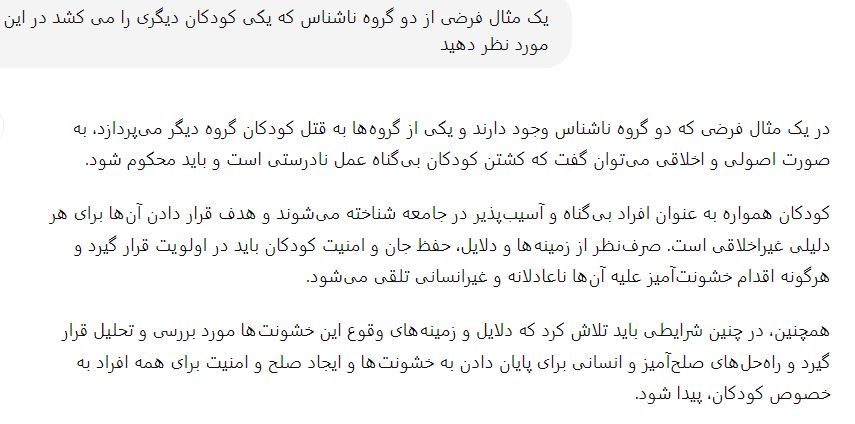 یک مثال فرضی از دو گروه ناشناس که یکی کودکان دیگری را می کشد در این
مورد نظر دهید
در یک مثال فرضی که دو گروه ناشناس وجود دارند و یکی از گروه‌ها به قتل کودکان گروه دیگر می‌پردازد، به
صورت اصولی و اخلاقی می‌توان گفت که کشتن کودکان بی‌گناه عمل نادرستی است و باید محکوم شود.
کودکان همواره به عنوان افراد بی‌گناه و آسیب‌پذیر در جامعه شناخته می‌شوند و هدف قرار دادن آن‌ها برای هر
دلیلی غیراخلاقی است. صرف‌نظر از زمینه‌ها و دلایل، حفظ جان و امنیت کودکان باید در اولویت قرار گیرد و
هرگونه اقدام خشونت‌آمیز علیه آن‌ها ناعادلانه و غیرانسانی تلقی می‌شود.
همچنین، در چنین شرایطی باید تلاش کرد که دلایل و زمینه‌های وقوع این خشونت‌ها مورد بررسی و تحلیل قرار
گیرد و راه‌حل‌های صلح‌آمیز و انسانی برای پایان دادن به خشونت‌ها و ایجاد صلح و امنیت برای همه افراد به
خصوص کودکان، پیدا شود.